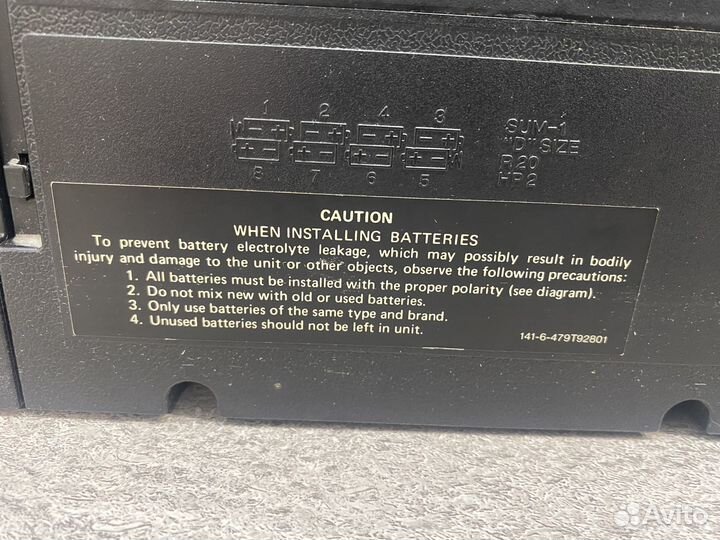 1 2 4 3
SUM-1
"D" SIZE
R20
HP2
8 7 6 5
CAUTION
WHEN INSTALLING BATTERIES
To prevent battery electrolyte leakage, which may possibly result in bodily
injury and damage to the unit or other objects, observe the following precautions:
1. All batteries must be installed with the proper polarity (see diagram).
2. Do not mix new with old or used batteries.
3. Only use batteries of the same type and brand.
4. Unused batteries should not be left in unit.
141-6-479T92801
Avito